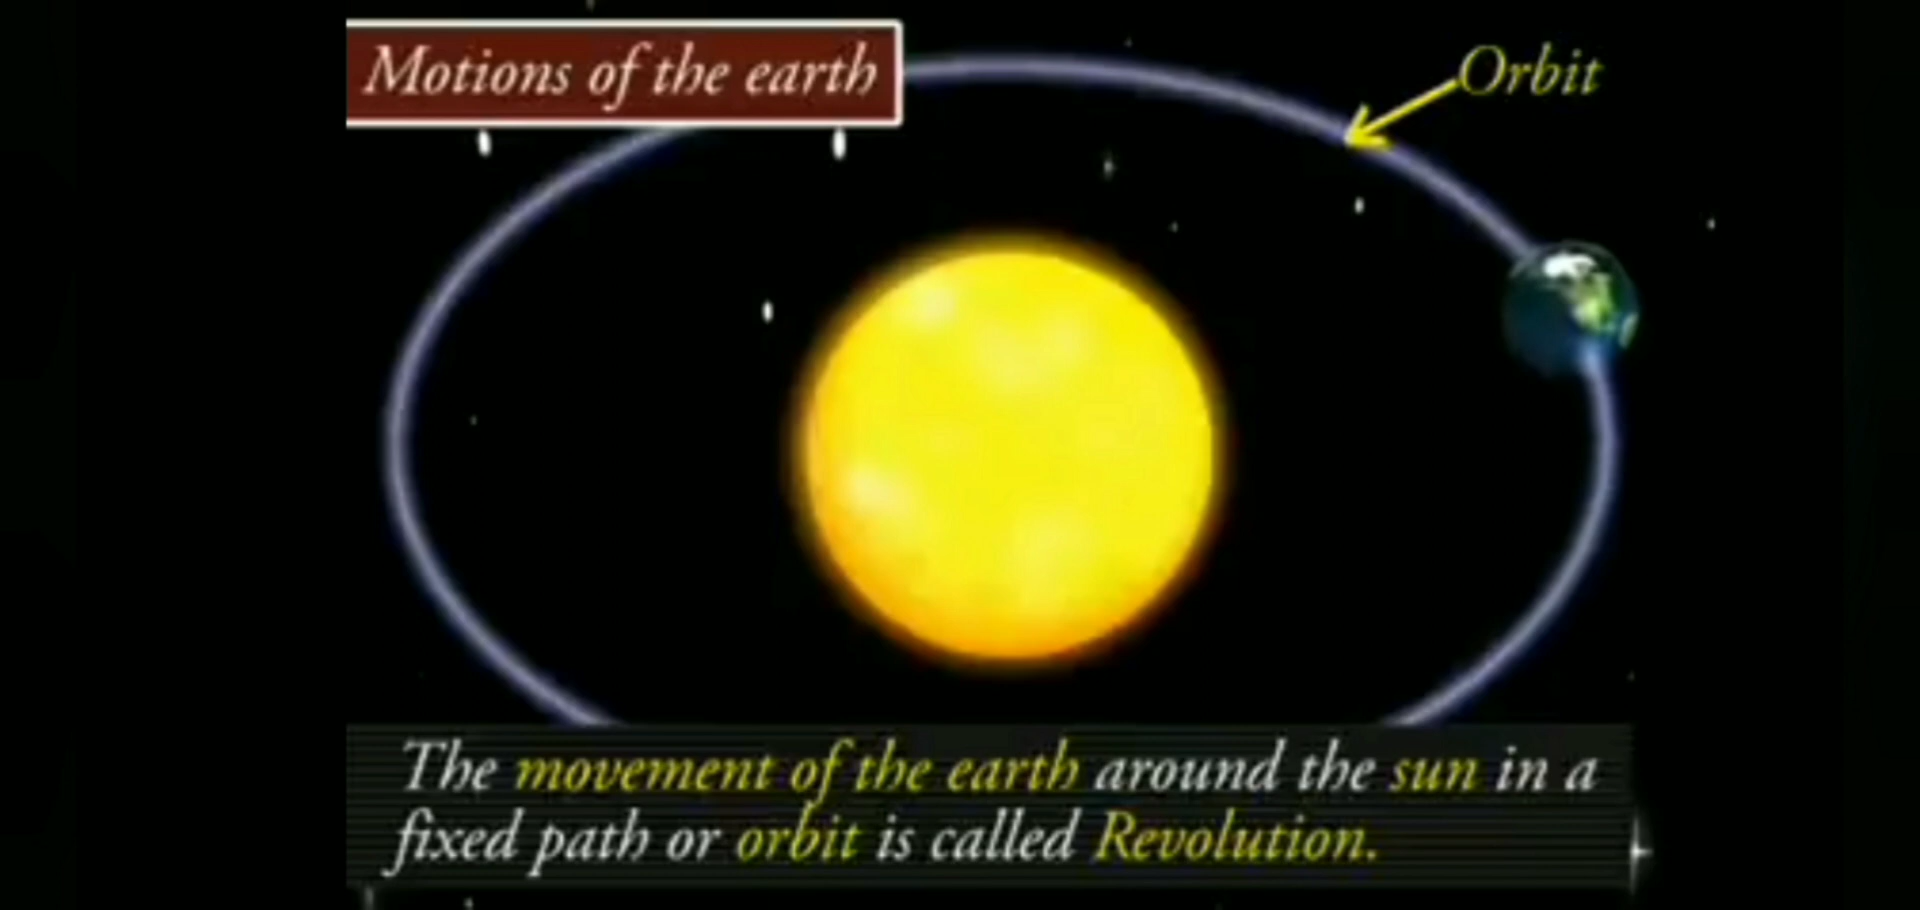 Motions of the earth
Orbit
The movement of the earth around the sun in a
fixed path or orbit is called Revolution.